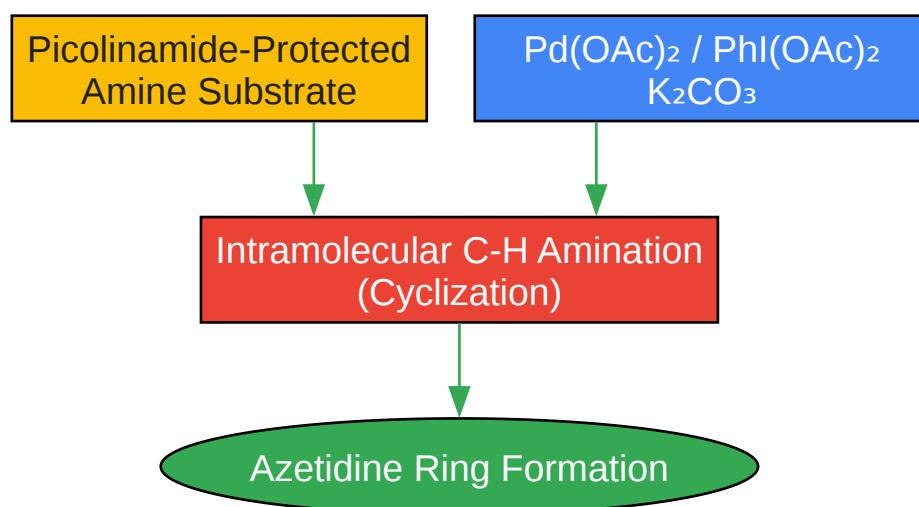 Picolinamide-Protected
Amine Substrate
Pd(OAc)₂ / PhI(OAc)₂
K₂CO₃
Intramolecular C-H Amination
(Cyclization)
Azetidine Ring Formation